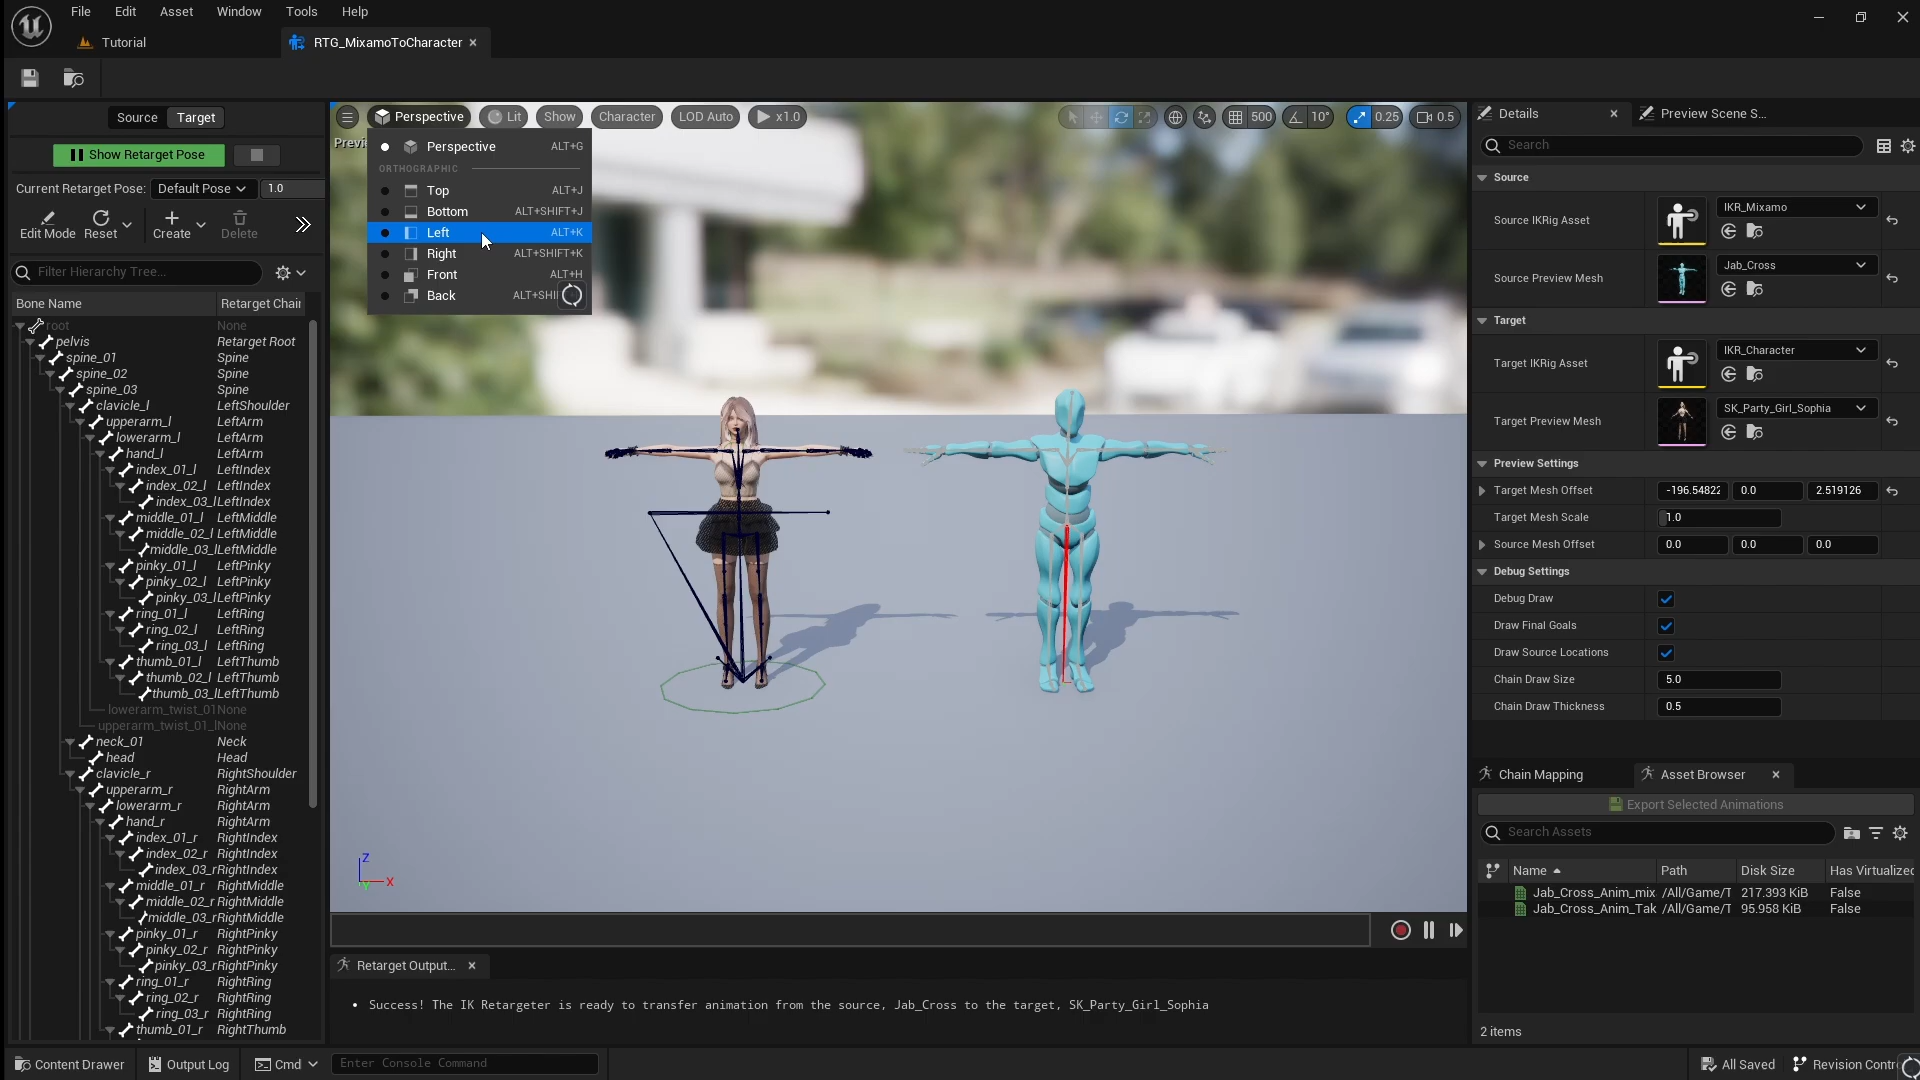 File Edit Asset Window Tools Help
Tutorial RTG_MixamoToCharacter
Source Target
Show Retarget Pose
Current Retarget Pose: Default Pose 1.0
Edit Mode Reset Create Delete
Filter Hierarchy Tree...
Bone Name Retarget Chain
root None
pelvis Retarget Root
spine_01 Spine
spine_02 Spine
spine_03 Spine
clavicle_l LeftShoulder
upperarm_l LeftArm
lowerarm_l LeftArm
hand_l LeftArm
index_01_l LeftIndex
index_02_l LeftIndex
index_03_l LeftIndex
middle_01_l LeftMiddle
middle_02_l LeftMiddle
middle_03_l LeftMiddle
pinky_01_l LeftPinky
pinky_02_l LeftPinky
pinky_03_l LeftPinky
ring_01_l LeftRing
ring_02_l LeftRing
ring_03_l LeftRing
thumb_01_l LeftThumb
thumb_02_l LeftThumb
thumb_03_l LeftThumb
lowerarm_twist_01 None
upperarm_twist_01_l None
neck_01 Neck
head Head
clavicle_r RightShoulder
upperarm_r RightArm
lowerarm_r RightArm
hand_r RightArm
index_01_r RightIndex
index_02_r RightIndex
index_03_r RightIndex
middle_01_r RightMiddle
middle_02_r RightMiddle
middle_03_r RightMiddle
pinky_01_r RightPinky
pinky_02_r RightPinky
pinky_03_r RightPinky
ring_01_r RightRing
ring_02_r RightRing
ring_03_r RightRing
thumb_01_r RightThumb
Perspective Lit Show Character LOD Auto x1.0 500 10° 0.25 0.5
Previ
Perspective ALT+G
ORTHOGRAPHIC
Top ALT+J
Bottom ALT+SHIFT+J
Left ALT+K
Right ALT+SHIFT+K
Front ALT+H
Back ALT+SHI
Z
Y X
Retarget Output...
• Success! The IK Retargeter is ready to transfer animation from the source, Jab_Cross to the target, SK_Party_Girl_Sophia
Details Preview Scene S...
Search
Source
Source IKRig Asset IKR_Mixamo
Source Preview Mesh Jab_Cross
Target
Target IKRig Asset IKR_Character
Target Preview Mesh SK_Party_Girl_Sophia
Preview Settings
Target Mesh Offset -196.54822 0.0 2.519126
Target Mesh Scale 1.0
Source Mesh Offset 0.0 0.0 0.0
Debug Settings
Debug Draw
Draw Final Goals
Draw Source Locations
Chain Draw Size 5.0
Chain Draw Thickness 0.5
Chain Mapping Asset Browser
Export Selected Animations
Search Assets
Name Path Disk Size Has Virtualized
Jab_Cross_Anim_mix /All/Game/T 217.393 KiB False
Jab_Cross_Anim_Tak /All/Game/T 95.958 KiB False
2 items
Content Drawer Output Log Cmd Enter Console Command All Saved Revision Contr